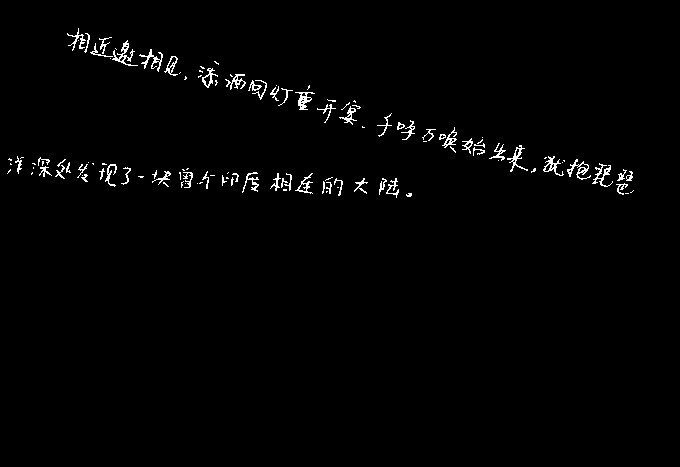 相近邀相见,添酒回灯重开宴.千呼万唤始出来,犹抱琵琶
洋深处发现了一块曾个印度相连的大陆。